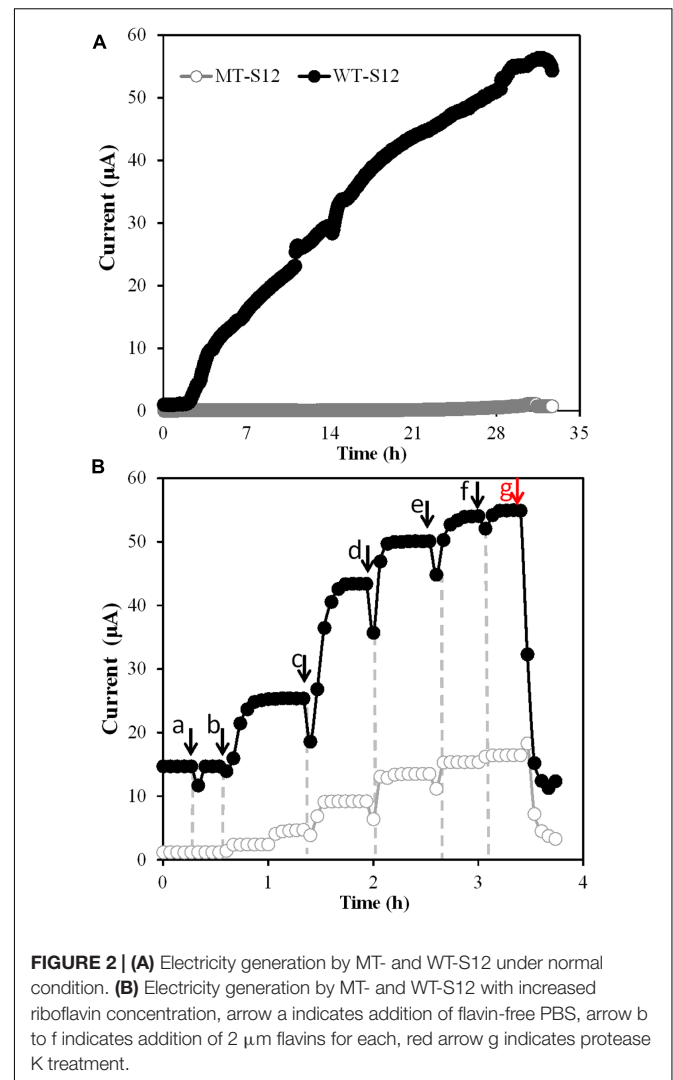 A
MT-S12 WT-S12
60
50
40
30
20
10
0
Current (µA)
0 7 14 21 28 35
Time (h)
B
60
50
40
30
20
10
0
Current (µA)
a b c d e f g
0 1 2 3 4
Time (h)
FIGURE 2 | (A) Electricity generation by MT- and WT-S12 under normal
condition. (B) Electricity generation by MT- and WT-S12 with increased
riboflavin concentration, arrow a indicates addition of flavin-free PBS, arrow b
to f indicates addition of 2 µm flavins for each, red arrow g indicates protease
K treatment.